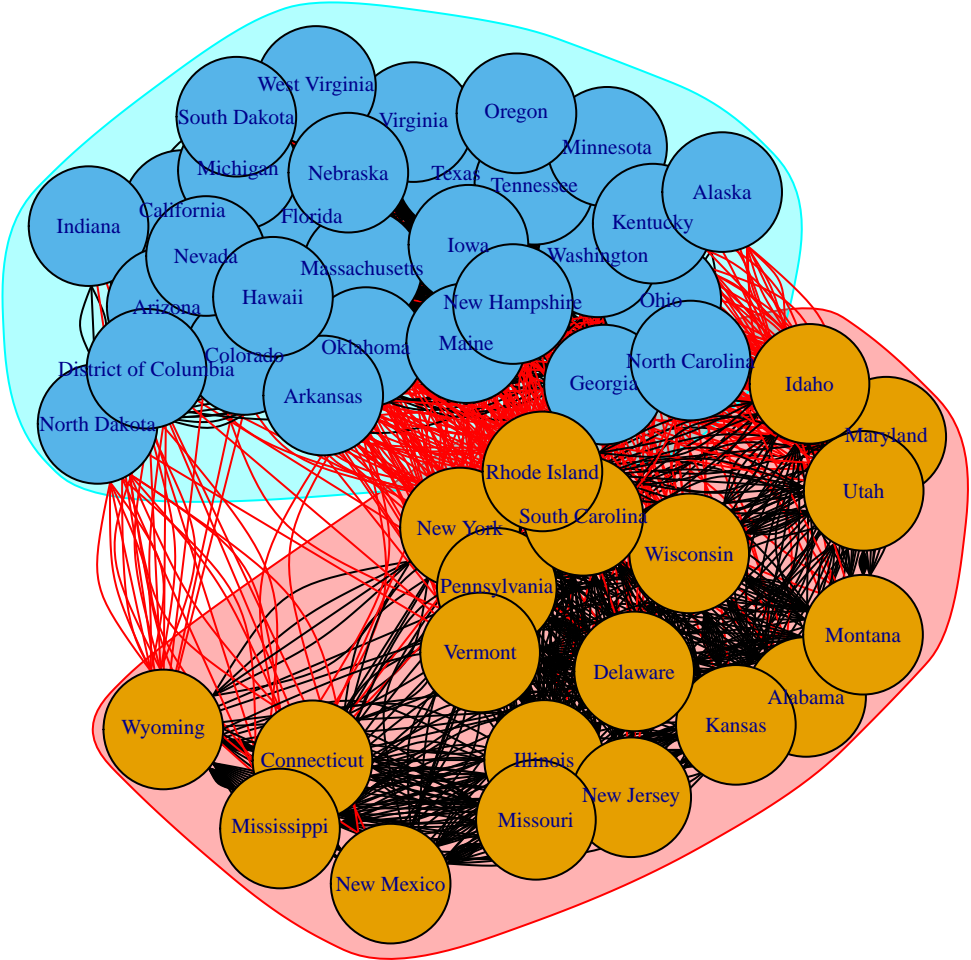 West Virginia
South Dakota
Virginia
Oregon
Minnesota
Michigan
Nebraska
Texas
Tennessee
Alaska
California
Florida
Kentucky
Indiana
Nevada
Iowa
Washington
Massachusetts
Hawaii
New Hampshire
Ohio
Arizona
Maine
Oklahoma
Colorado
North Carolina
District of Columbia
Georgia
Idaho
Arkansas
North Dakota
Maryland
Rhode Island
Utah
South Carolina
New York
Wisconsin
Pennsylvania
Montana
Vermont
Delaware
Alabama
Kansas
Wyoming
Connecticut
Illinois
New Jersey
Missouri
Mississippi
New Mexico